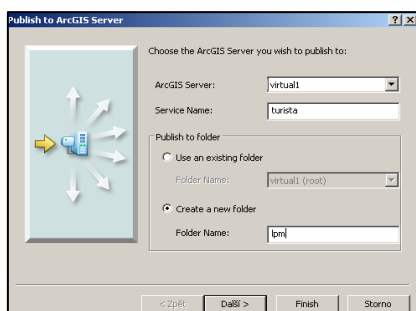 Publish to ArcGIS Server
Choose the ArcGIS Server you wish to publish to:
ArcGIS Server: virtual1
Service Name: turista
Publish to folder
Use an existing folder
Folder Name: virtual1 (root)
Create a new folder
Folder Name: lpm
< Zpět Další > Finish Storno